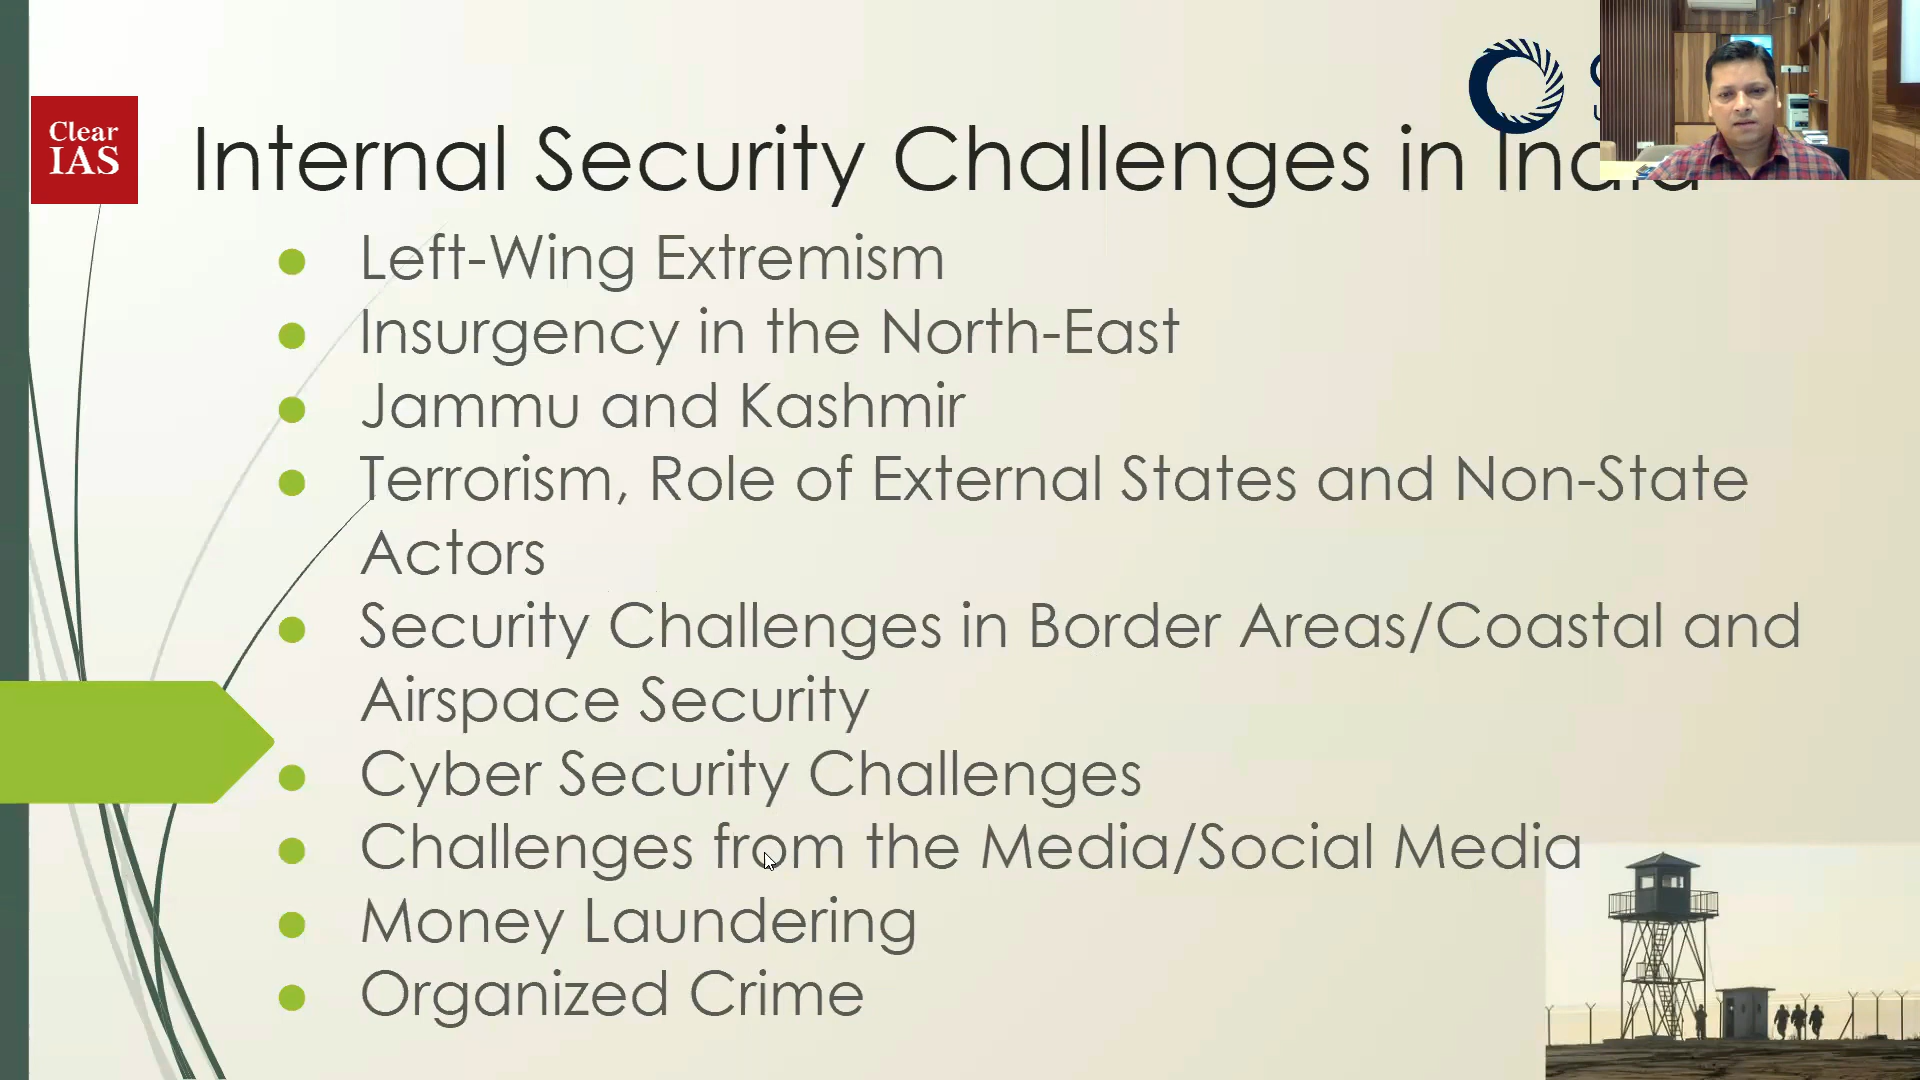 Clear
IAS
Internal Security Challenges in India
Left-Wing Extremism
Insurgency in the North-East
Jammu and Kashmir
Terrorism, Role of External States and Non-State
Actors
Security Challenges in Border Areas/Coastal and
Airspace Security
Cyber Security Challenges
Challenges from the Media/Social Media
Money Laundering
Organized Crime